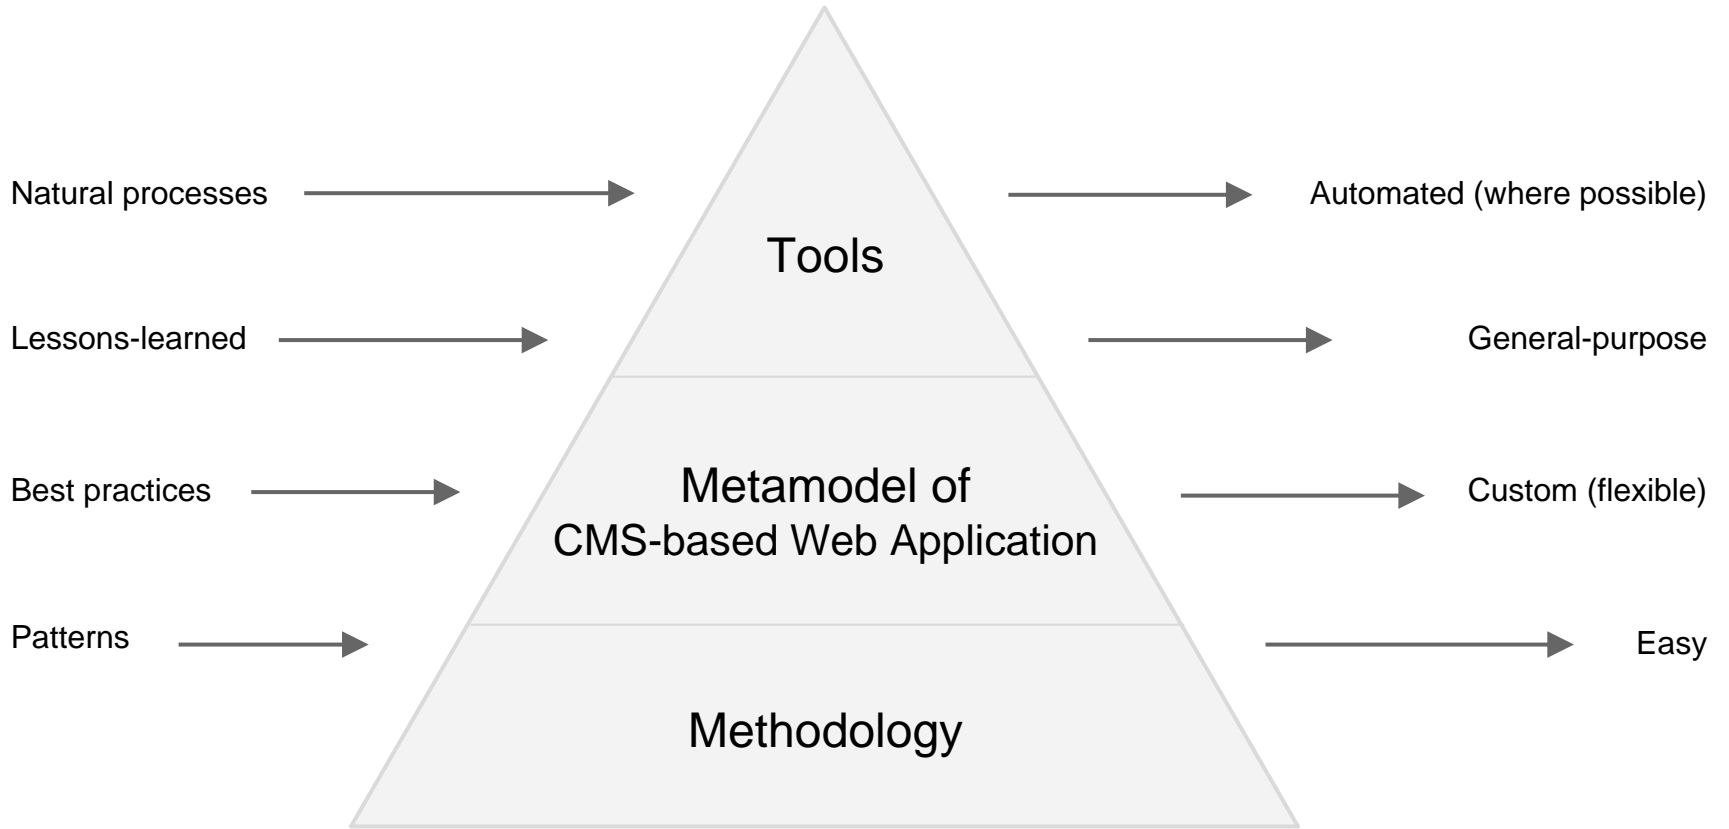 Natural processes
Automated (where possible)
Tools
Lessons-learned
General-purpose
Metamodel of
CMS-based Web Application
Best practices
Custom (flexible)
Patterns
Easy
Methodology